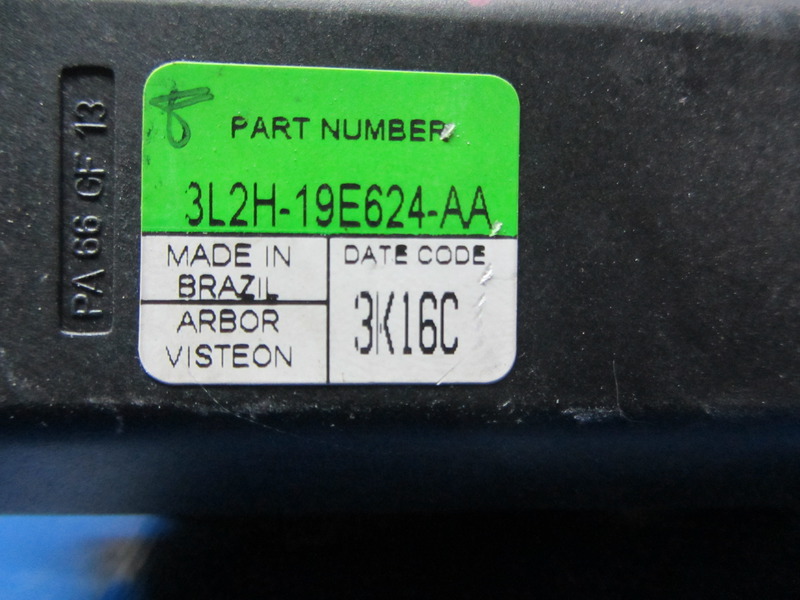 PA 66 GF 13
PART NUMBER
3L2H-19E624-AA
MADE IN
BRAZIL
ARBOR
VISTEON
DATE CODE
3K16C